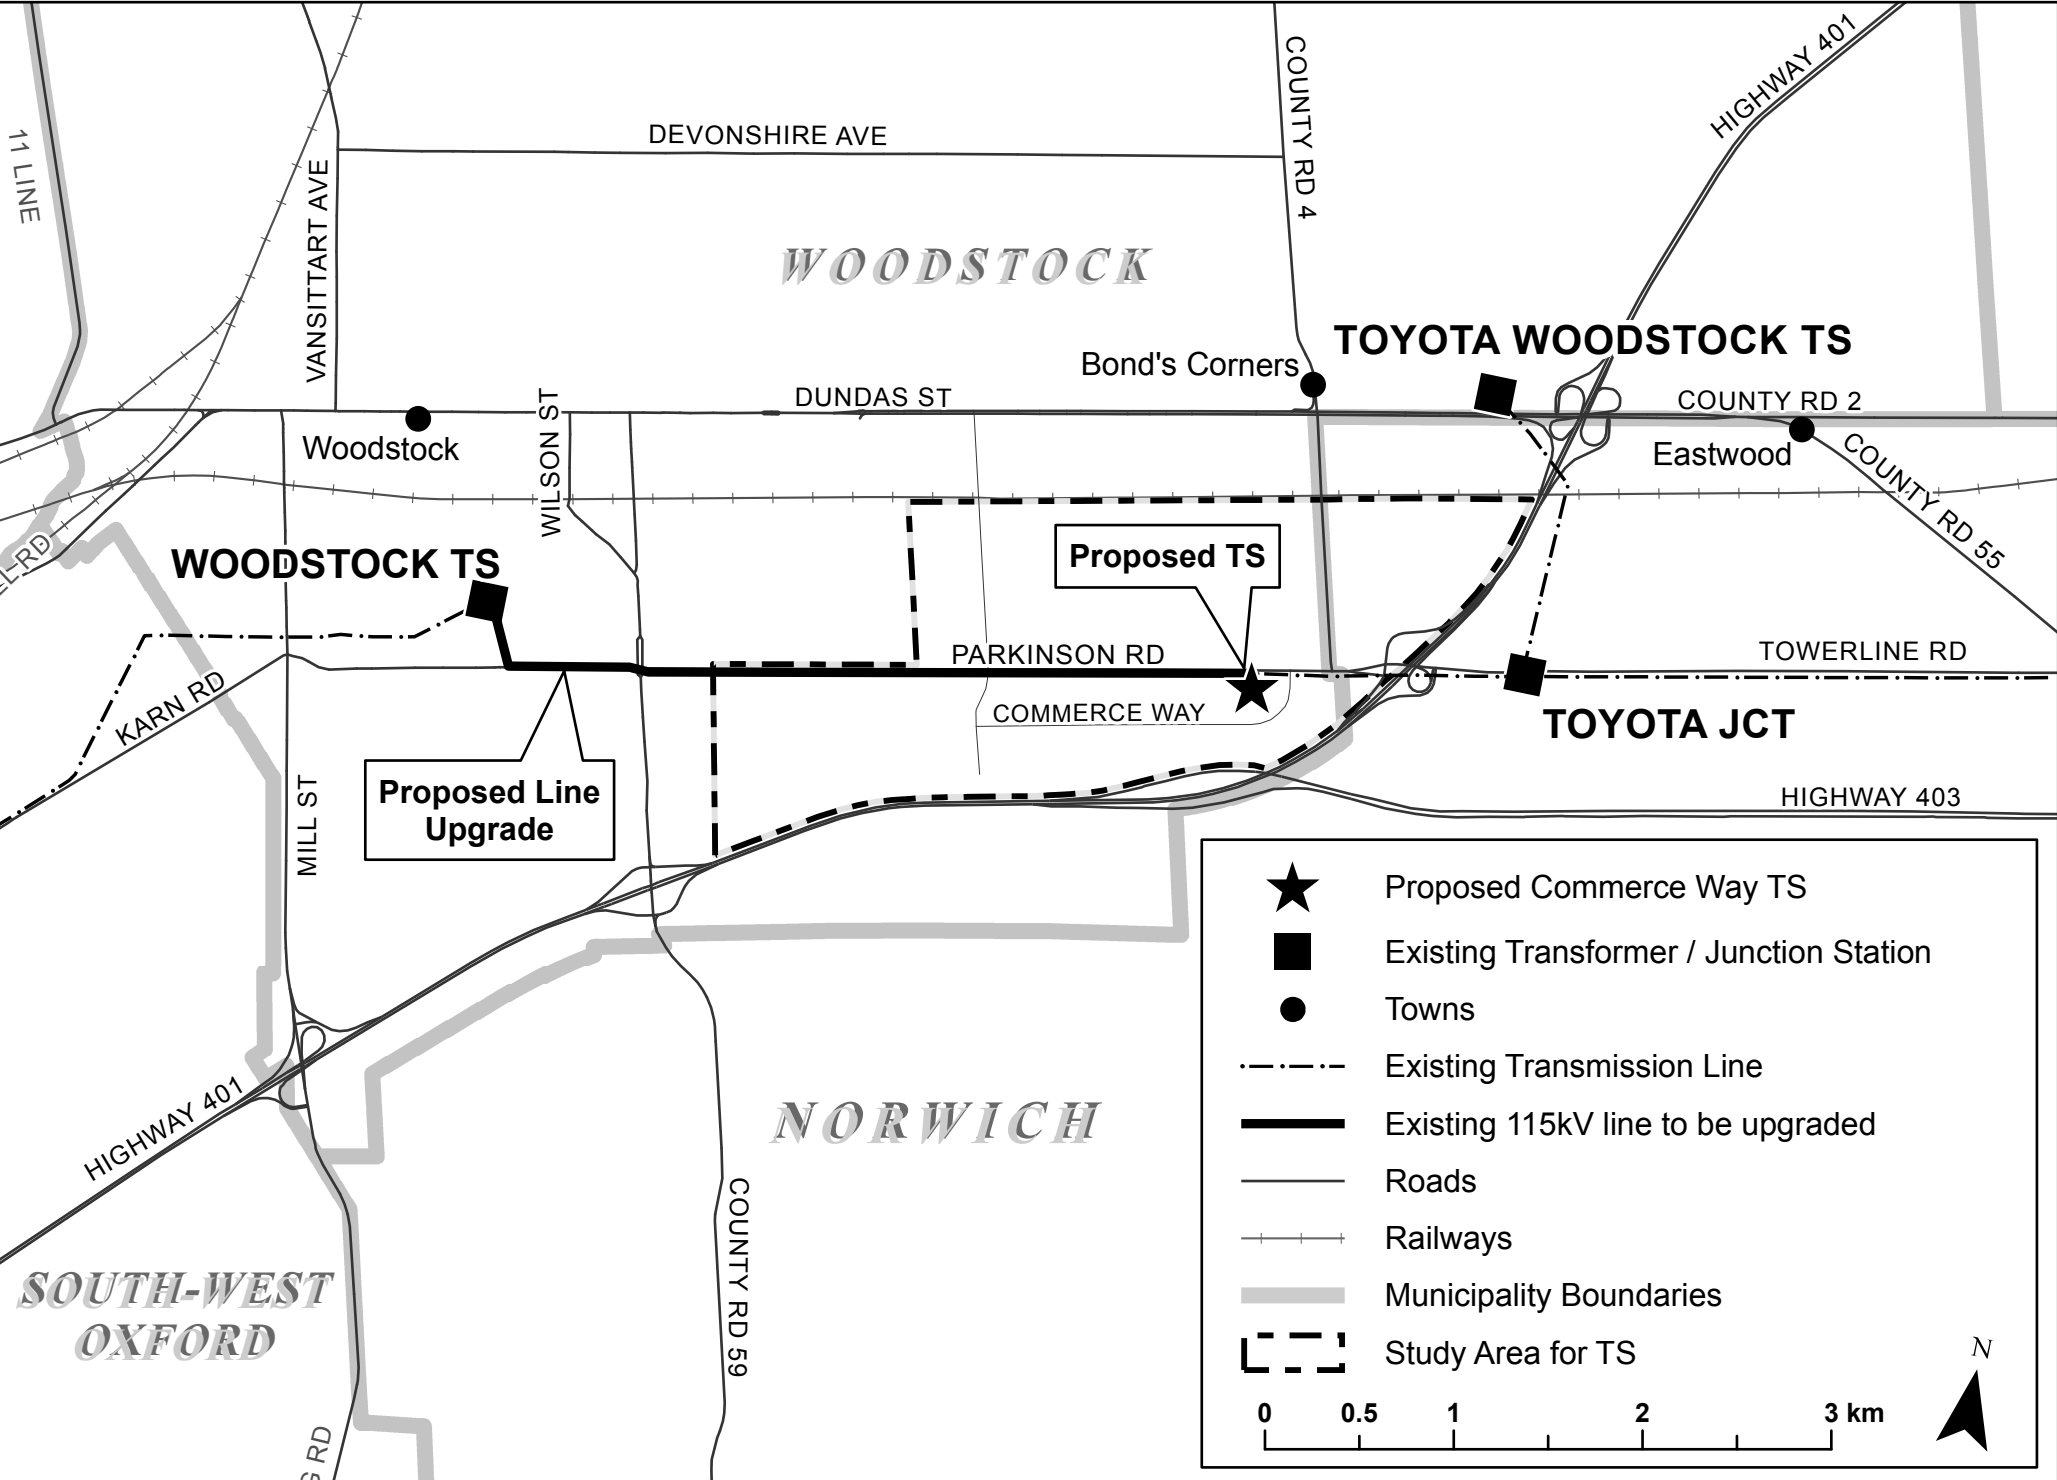 HIGHWAY 401
COUNTY RD 4
DEVONSHIRE AVE
11 LINE
VANSITTART AVE
WOODSTOCK
TOYOTA WOODSTOCK TS
Bond's Corners
DUNDAS ST
COUNTY RD 2
Woodstock
WILSON ST
Eastwood
COUNTY RD 55
WOODSTOCK TS
Proposed TS
PARKINSON RD
TOWERLINE RD
KARN RD
COMMERCE WAY
TOYOTA JCT
Proposed Line
Upgrade
MILL ST
HIGHWAY 403
HIGHWAY 401
NORWICH
COUNTY RD 59
SOUTH-WEST
OXFORD
RD
RD
Proposed Commerce Way TS
Existing Transformer / Junction Station
Towns
Existing Transmission Line
Existing 115kV line to be upgraded
Roads
Railways
Municipality Boundaries
Study Area for TS
N
0 0.5 1 2 3 km